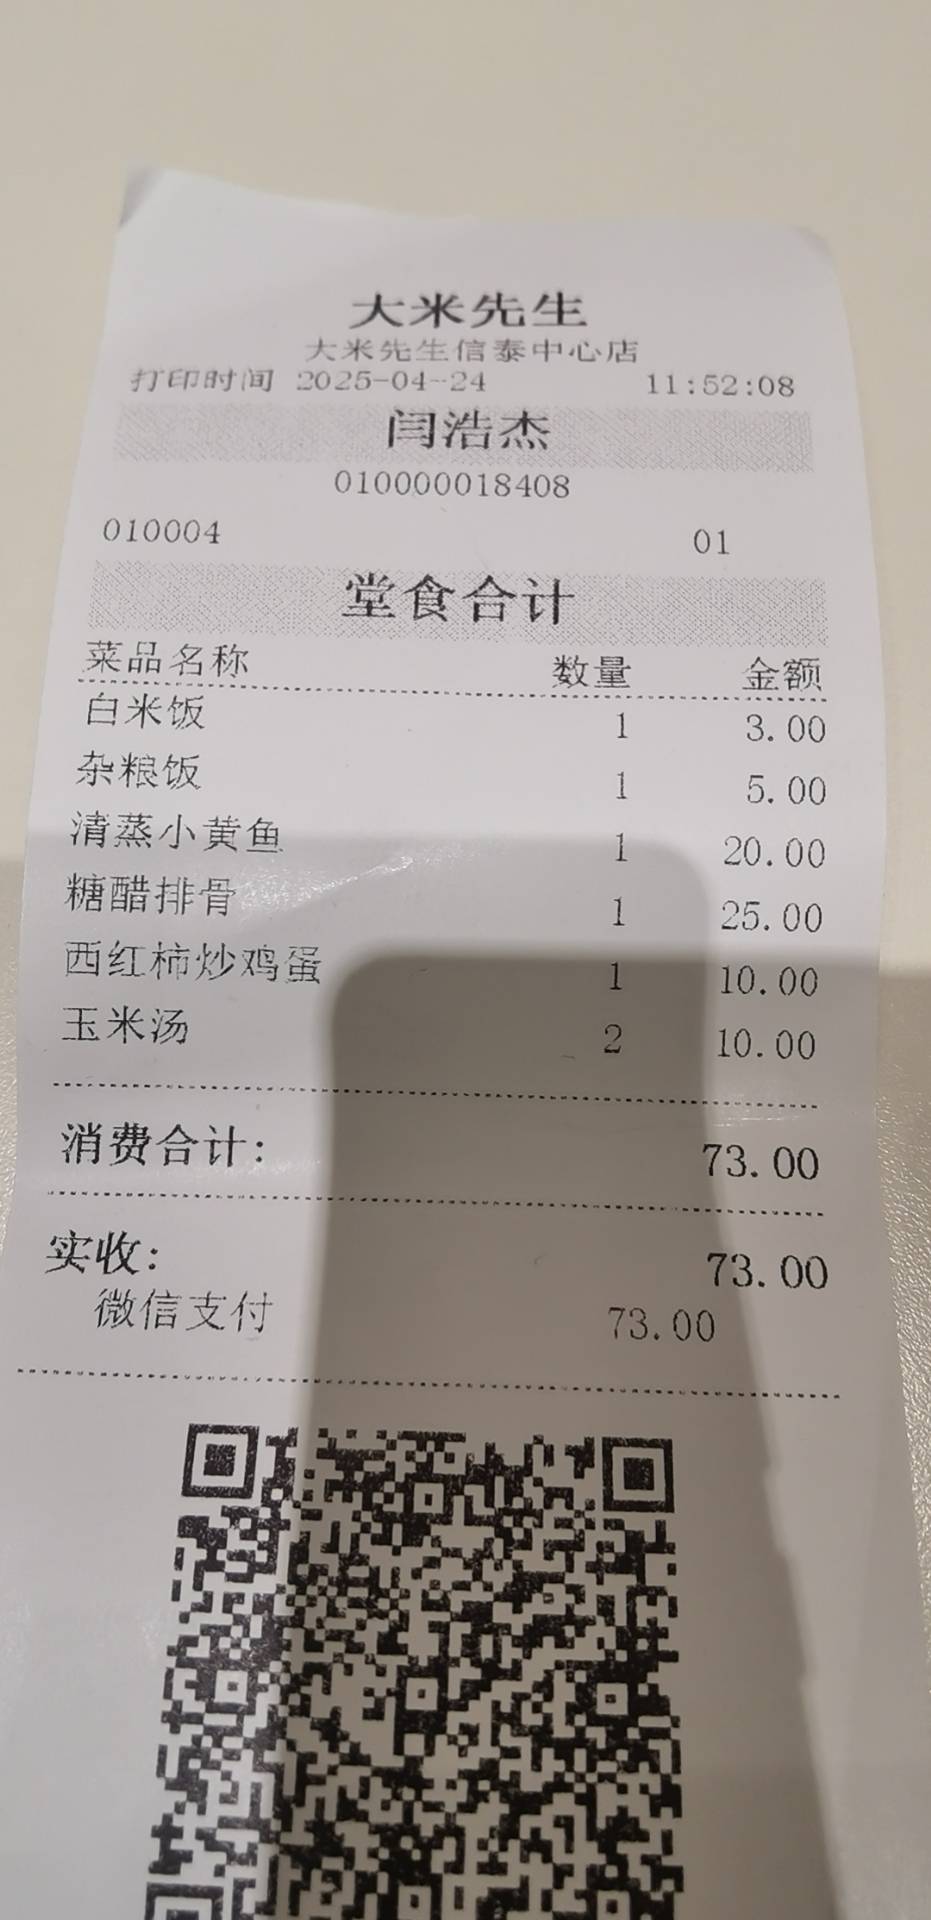 大米先生
大米先生信泰中心店
打印时间 2025-04-24 11:52:08
闫浩杰
010000018408
010004 01
堂食合计
菜品名称 数量 金额
白米饭 1 3.00
杂粮饭 1 5.00
清蒸小黄鱼 1 20.00
糖醋排骨 1 25.00
西红柿炒鸡蛋 1 10.00
玉米汤 2 10.00
消费合计: 73.00
实收: 73.00
微信支付 73.00